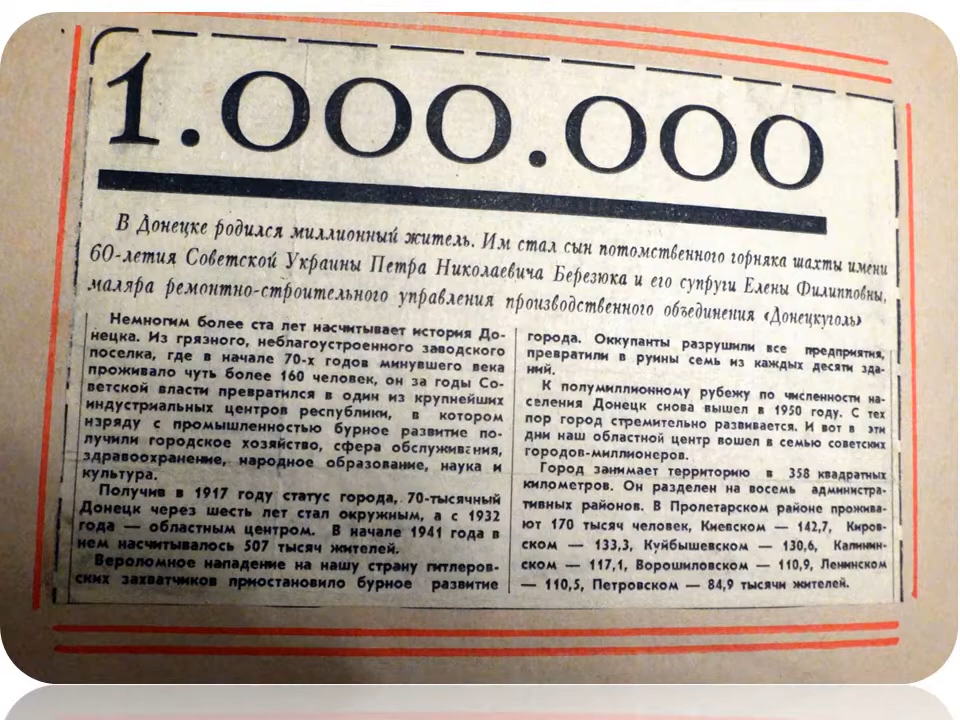 1.000.000
В Донецке родился миллионный житель. Им стал сын потомственного горняка шахты имени
60-летия Советской Украины Петра Николаевича Березюка и его супруги Елены Филипповны,
маляра ремонтно-строительного управления производственного объединения «Донецкуголь»
Немногим более ста лет насчитывает история До-
нецка. Из грязного, неблагоустроенного заводского
поселка, где в начале 70-х годов минувшего века
проживало чуть более 160 человек, он за годы Со-
ветской власти превратился в один из крупнейших
индустриальных центров республики, в котором
наряду с промышленностью бурное развитие по-
лучили городское хозяйство, сфера обслуживания,
здравоохранение, народное образование, наука и
культура.
Получив в 1917 году статус города, 70-тысячный
Донецк через шесть лет стал окружным, а с 1932
года — областным центром. В начале 1941 года в
нем насчитывалось 507 тысяч жителей.
Вероломное нападение на нашу страну гитлеров-
ских захватчиков приостановило бурное развитие
города. Оккупанты разрушили все предприятия,
превратили в руины семь из каждых десяти зда-
ний.
К полумиллионному рубежу по численности на-
селения Донецк снова вышел в 1950 году. С тех
пор город стремительно развивается. И вот в эти
дни наш областной центр вошел в семью советских
городов-миллионеров.
Город занимает территорию в 358 квадратных
километров. Он разделен на восемь администра-
тивных районов. В Пролетарском районе прожива-
ют 170 тысяч человек, Киевском — 142,7, Киров-
ском — 133,3, Куйбышевском — 130,6, Калинин-
ском — 117,1, Ворошиловском — 110,9, Ленинском
— 110,5, Петровском — 84,9 тысячи жителей.